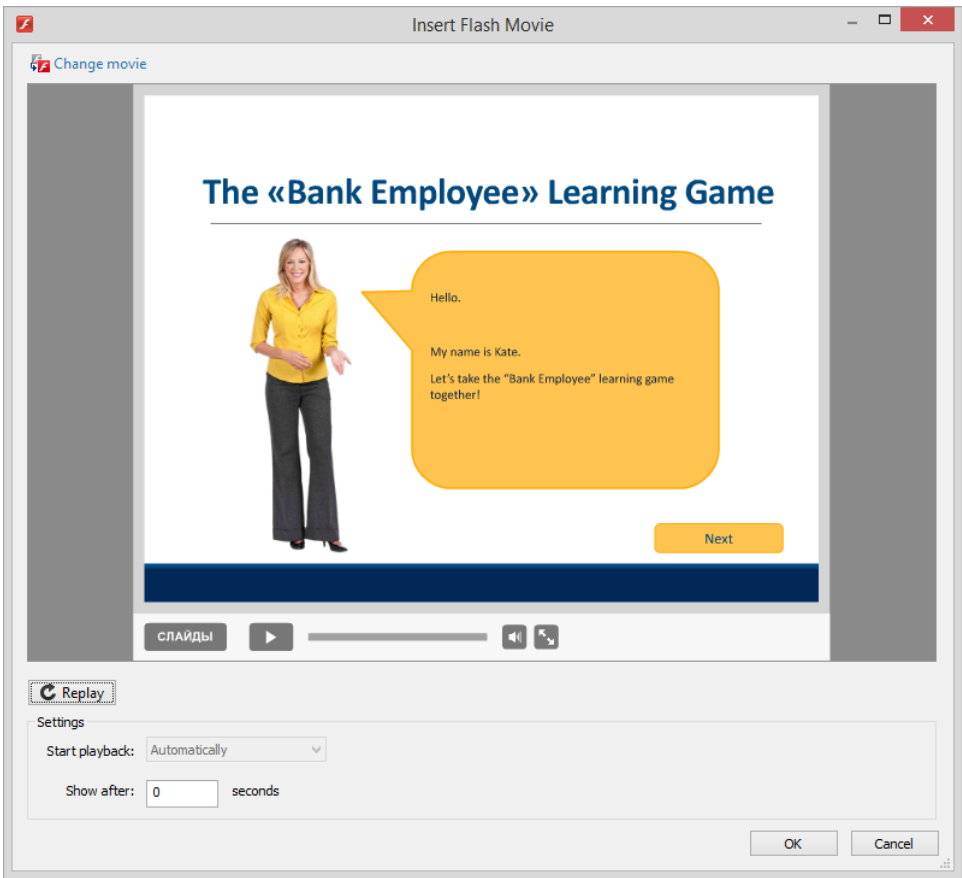 Insert Flash Movie
Change movie
The «Bank Employee» Learning Game
Hello.
My name is Kate.
Let's take the “Bank Employee” learning game
together!
Next
СЛАЙДЫ
Replay
Settings
Start playback: Automatically
Show after: 0 seconds
OK Cancel